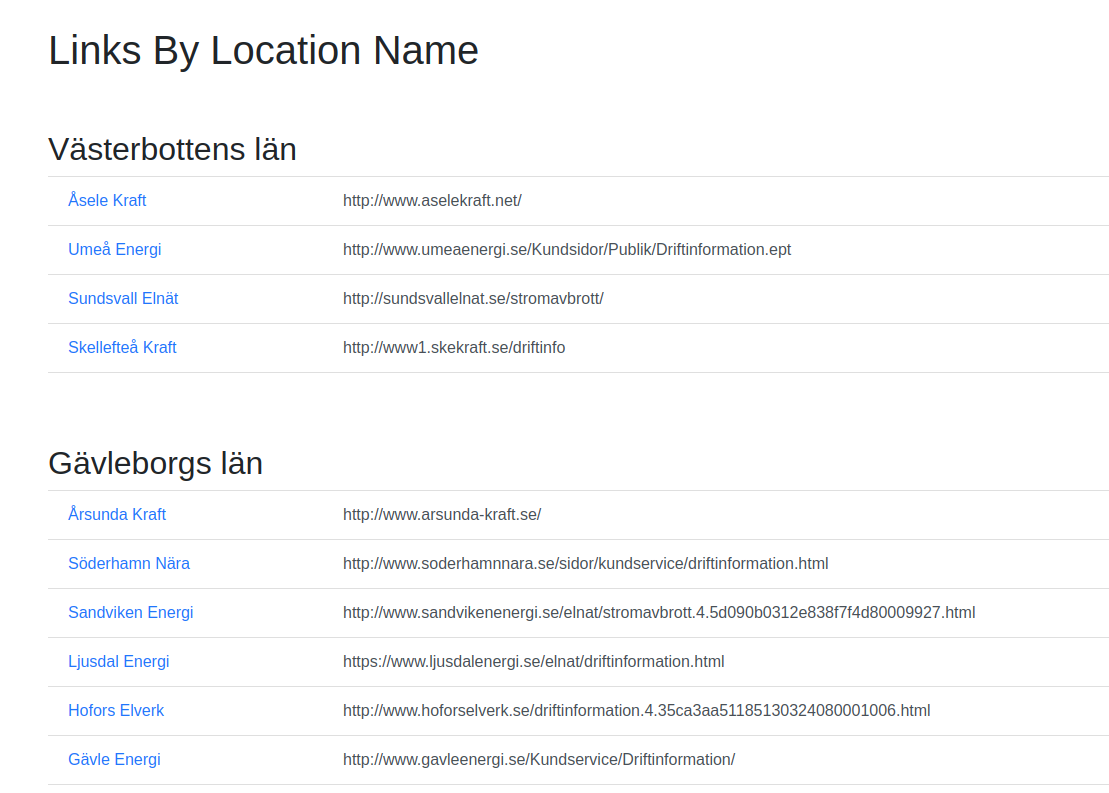 Links By Location Name
Västerbottens län
Åsele Kraft http://www.aselekraft.net/
Umeå Energi http://www.umeaenergi.se/Kundsidor/Publik/Driftinformation.ept
Sundsvall Elnät http://sundsvallelnat.se/stromavbrott/
Skellefteå Kraft http://www1.skekraft.se/driftinfo
Gävleborgs län
Årsunda Kraft http://www.arsunda-kraft.se/
Söderhamn Nära http://www.soderhamnnara.se/sidor/kundservice/driftinformation.html
Sandviken Energi http://www.sandvikenenergi.se/elnat/stromavbrott.4.5d090b0312e838f7f4d80009927.html
Ljusdal Energi https://www.ljusdalenergi.se/elnat/driftinformation.html
Hofors Elverk http://www.hoforselverk.se/driftinformation.4.35ca3aa51185130324080001006.html
Gävle Energi http://www.gavleenergi.se/Kundservice/Driftinformation/